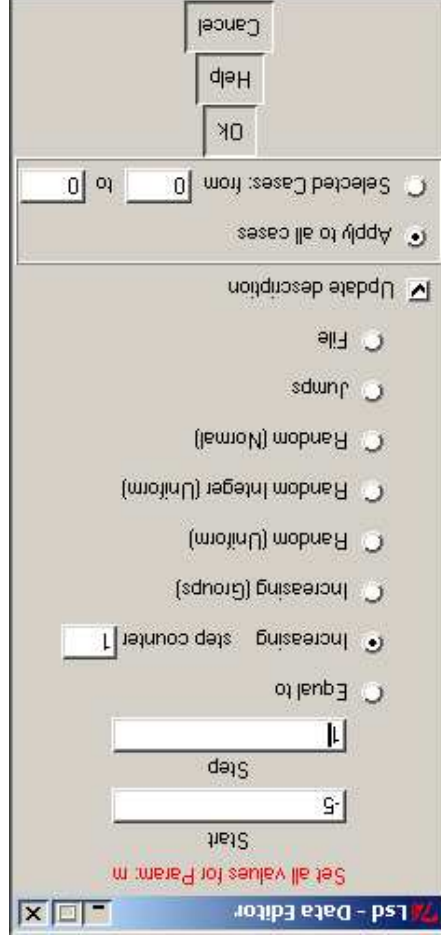 Lsd - Data Editor
Set all values for Param: m
Start
-5
Step
1
Equal to
Increasing step counter 1
Increasing (Groups)
Random (Uniform)
Random Integer (Uniform)
Random (Normal)
Jumps
File
Update description
Apply to all cases
Selected Cases: from 0 to 0
Ok
Help
Cancel